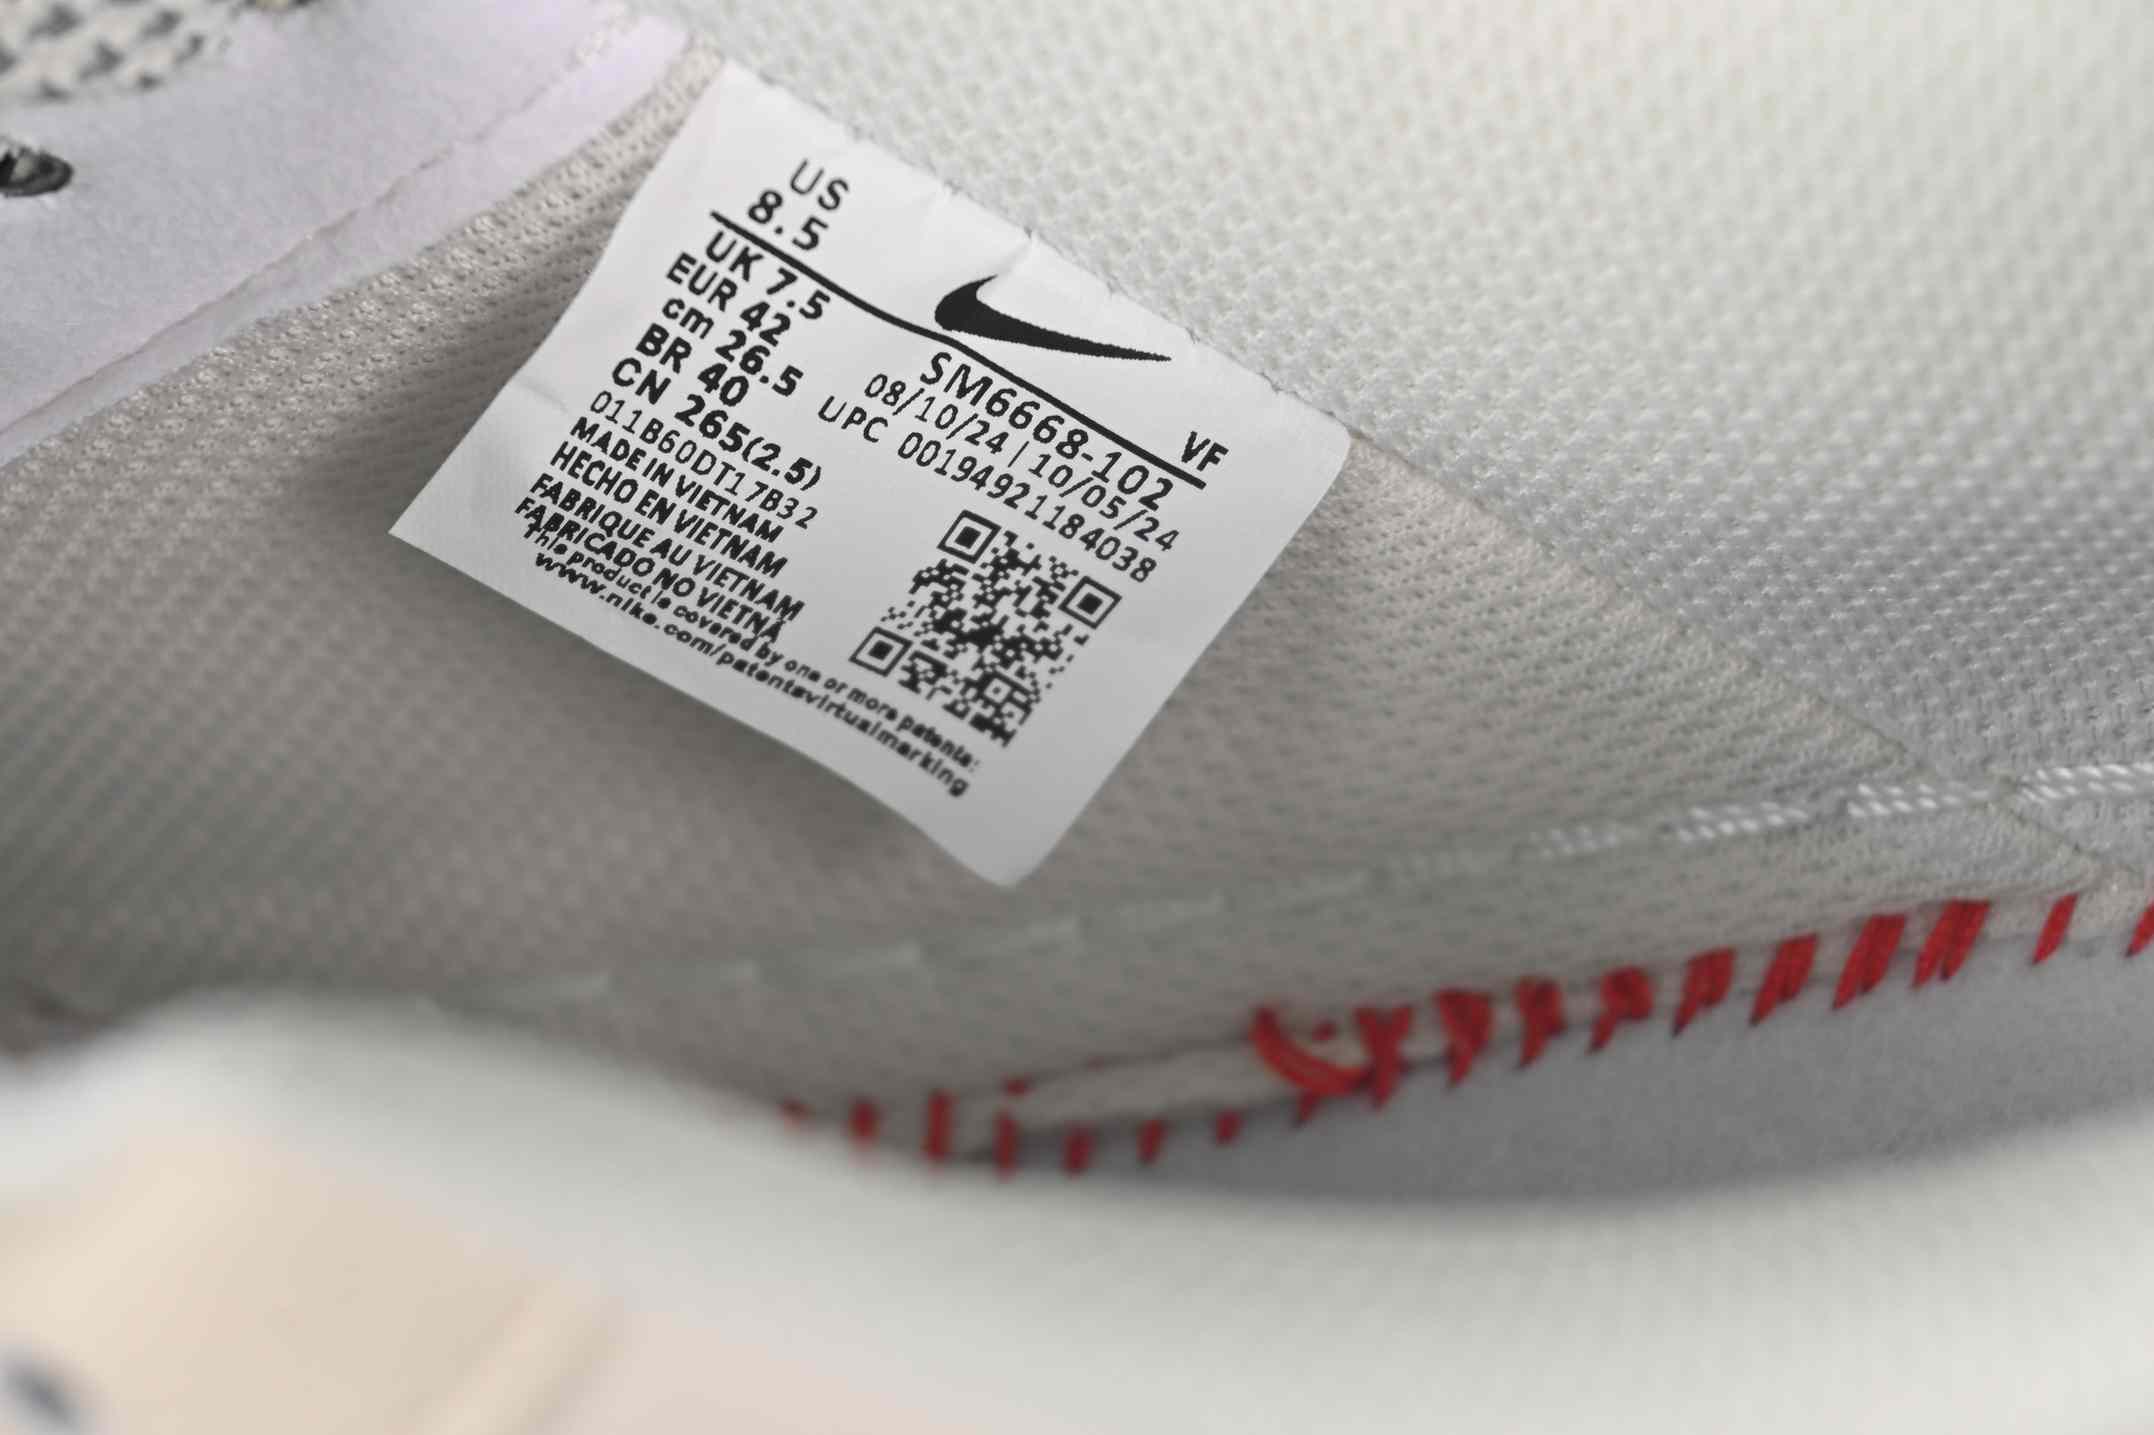 US
8.5
UK 7.5
EUR 42
cm 26.5
BR 40
CN 265(2.5)
011B60DT17B32
MADE IN VIETNAM
HECHO EN VIETNAM
FABRIQUE AU VIETNAM
FABRICADO NO VIETNÃ
This product is covered by one or more patents:
www.nike.com/patentsvirtualmarking
VF
SM6668-102
08/10/24 | 10/05/24
UPC 00194921184038